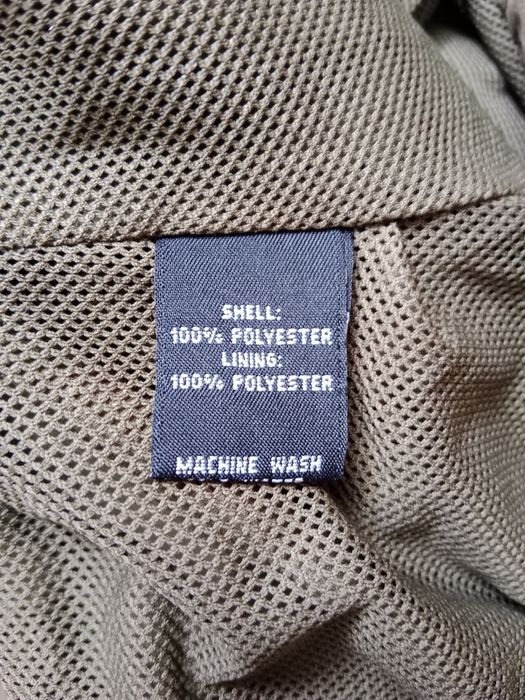 SHELL:
100% POLYESTER
LINING:
100% POLYESTER
MACHINE WASH